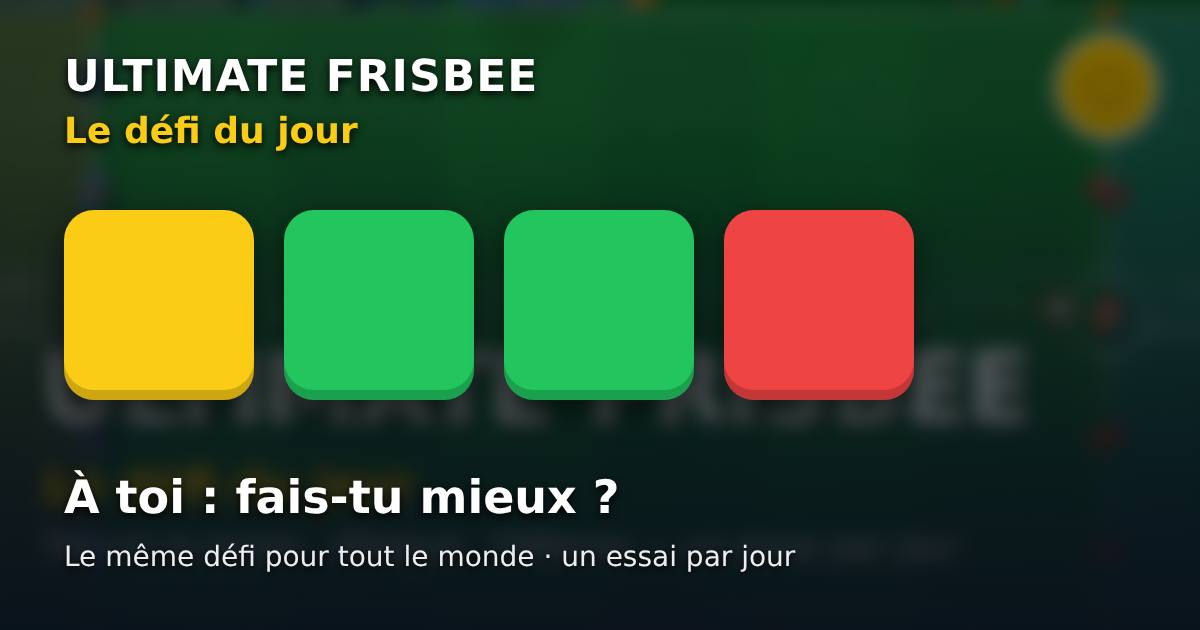 ULTIMATE FRISBEE
Le défi du jour
À toi : fais-tu mieux ?
Le même défi pour tout le monde · un essai par jour